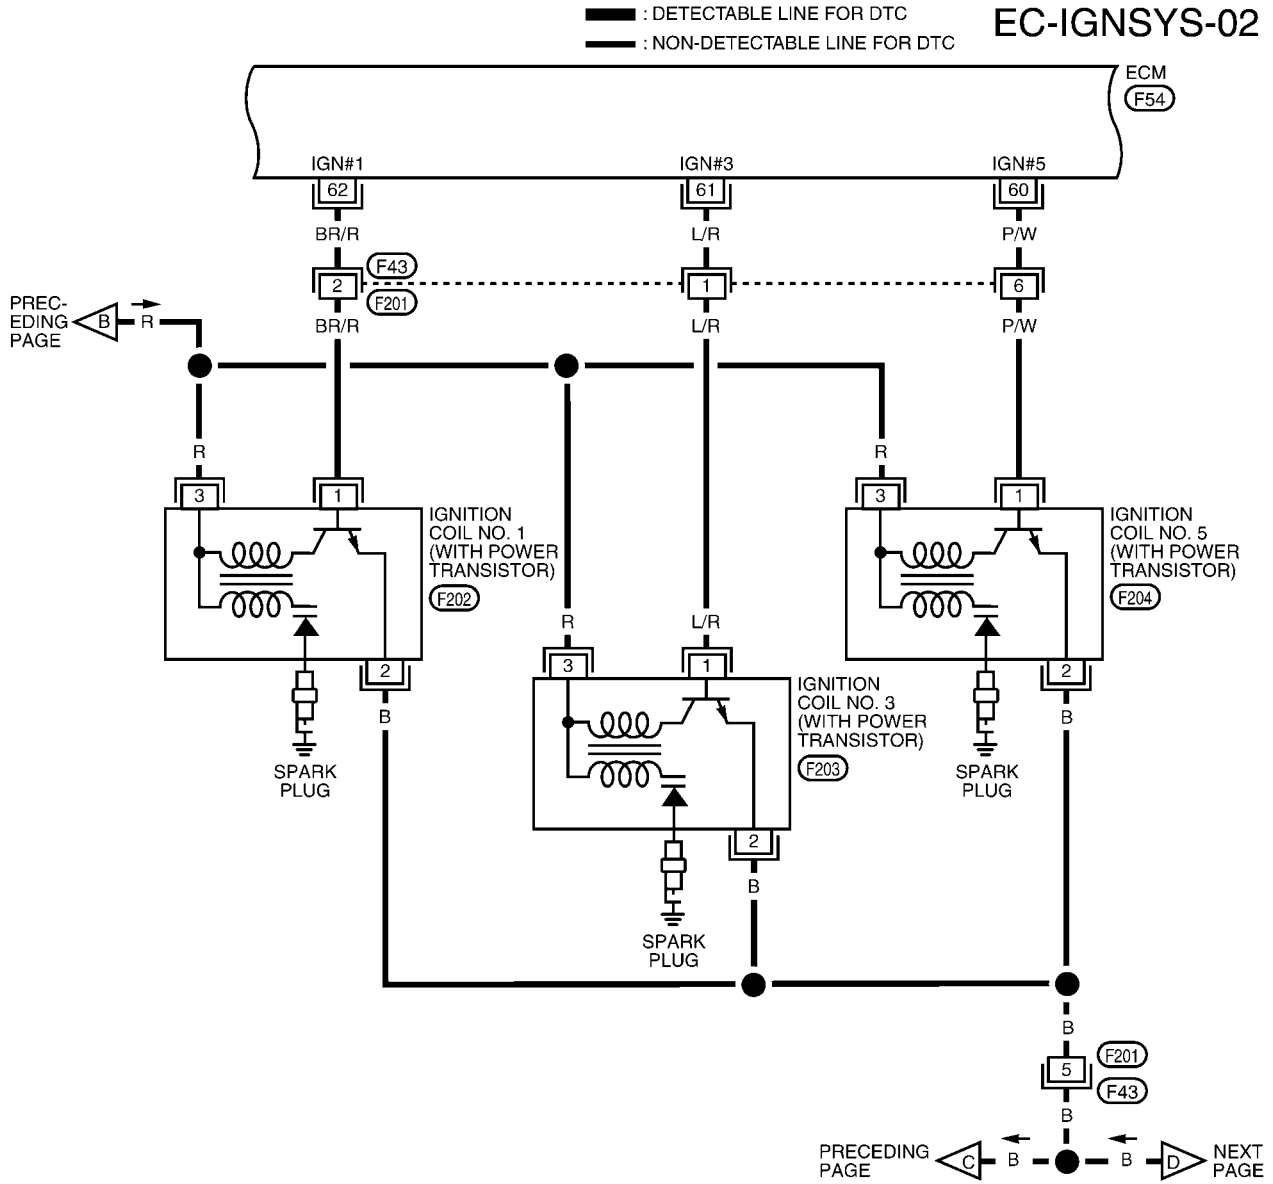 : DETECTABLE LINE FOR DTC
EC-IGNSYS-02
: NON-DETECTABLE LINE FOR DTC
ECM
F54
IGN#1
IGN#3
IGN#5
62
61
60
BR/R
L/R
P/W
F43
2
1
6
F201
PREC-
EDING
PAGE
B
R
BR/R
L/R
P/W
R
R
3
1
3
1
IGNITION
COIL NO. 1
(WITH POWER
TRANSISTOR)
F202
IGNITION
COIL NO. 5
(WITH POWER
TRANSISTOR)
F204
R
L/R
2
3
1
2
B
B
IGNITION
COIL NO. 3
(WITH POWER
TRANSISTOR)
F203
SPARK
PLUG
SPARK
PLUG
2
B
SPARK
PLUG
B
F201
5
F43
B
PRECEDING
PAGE
C
B
B
D
NEXT
PAGE